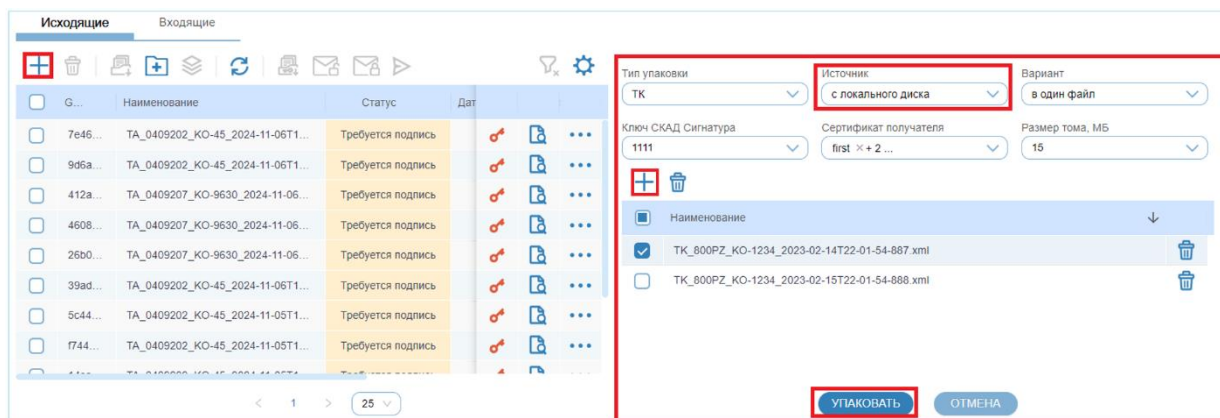 Исходящие Входящие
G... Наименование Статус Дат
7e46... TA_0409202_KO-45_2024-11-06T1... Требуется подпись
9d6a... TA_0409202_KO-45_2024-11-06T1... Требуется подпись
412a... TA_0409207_KO-9630_2024-11-06... Требуется подпись
4608... TA_0409207_KO-9630_2024-11-06... Требуется подпись
26b0... TA_0409207_KO-9630_2024-11-06... Требуется подпись
39ad... TA_0409202_KO-45_2024-11-06T1... Требуется подпись
5c44... TA_0409202_KO-45_2024-11-05T1... Требуется подпись
f744... TA_0409202_KO-45_2024-11-05T1... Требуется подпись
< 1 > 25
Тип упаковки Источник Вариант
ТК с локального диска в один файл
Ключ СКАД Сигнатура Сертификат получателя Размер тома, МБ
1111 first × + 2 ... 15
Наименование
TK_800PZ_KO-1234_2023-02-14T22-01-54-887.xml
TK_800PZ_KO-1234_2023-02-15T22-01-54-888.xml
УПАКОВАТЬ ОТМЕНА